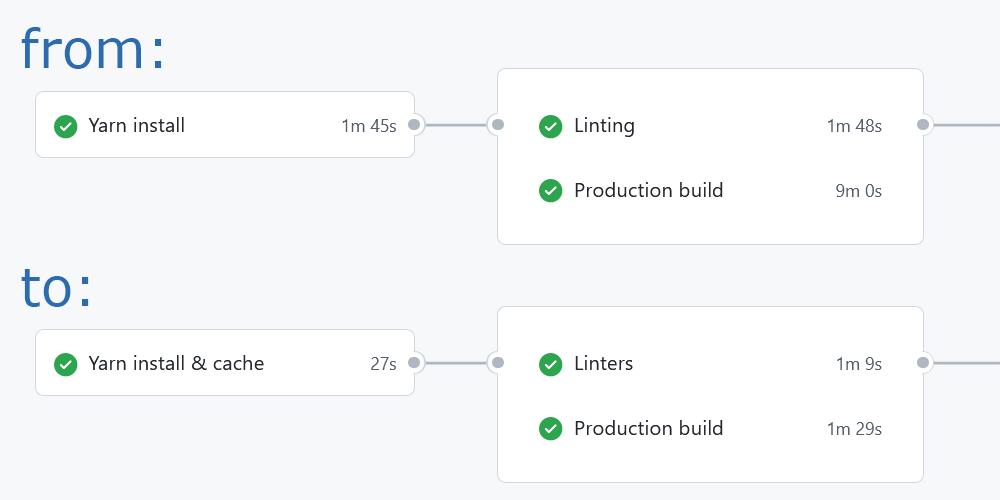 from:
Yarn install 1m 45s
Linting 1m 48s
Production build 9m 0s
to:
Yarn install & cache 27s
Linters 1m 9s
Production build 1m 29s